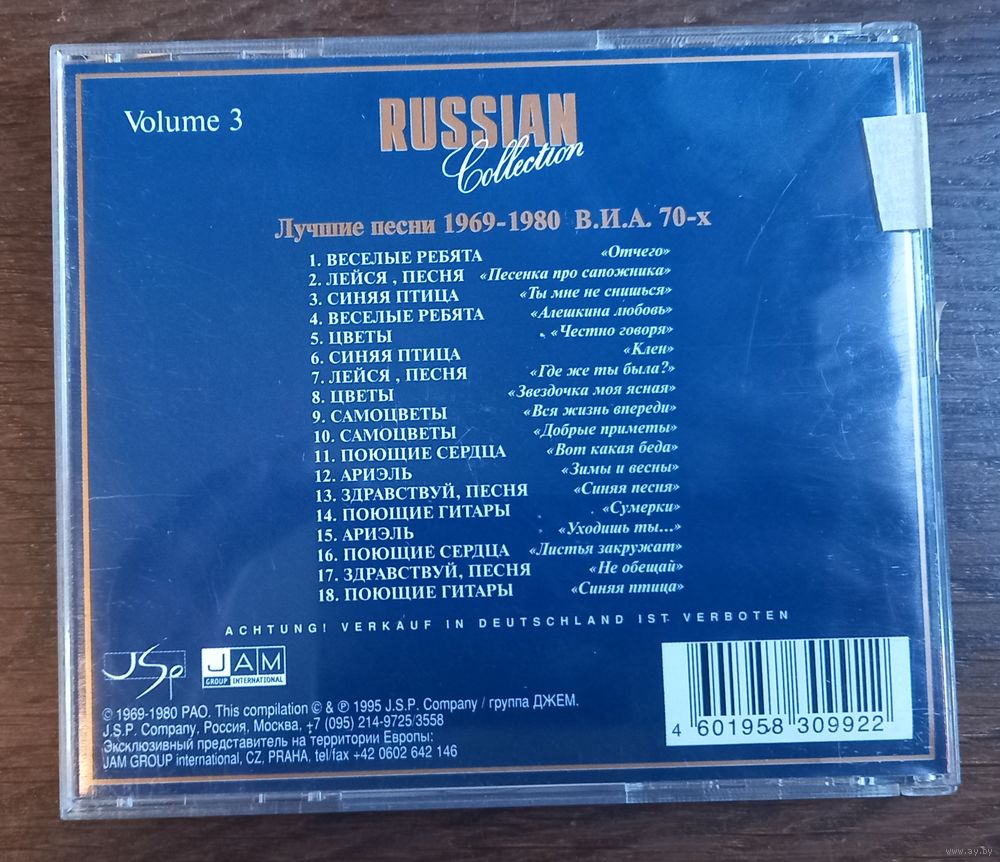 Volume 3
RUSSIAN
Collection
Лучшие песни 1969-1980 В.И.А. 70-х
1. ВЕСЕЛЫЕ РЕБЯТА «Отчего»
2. ЛЕЙСЯ , ПЕСНЯ «Песенка про сапожника»
3. СИНЯЯ ПТИЦА «Ты мне не снишься»
4. ВЕСЕЛЫЕ РЕБЯТА «Алешкина любовь»
5. ЦВЕТЫ «Честно говоря»
6. СИНЯЯ ПТИЦА «Клен»
7. ЛЕЙСЯ , ПЕСНЯ «Где же ты была?»
8. ЦВЕТЫ «Звездочка моя ясная»
9. САМОЦВЕТЫ «Вся жизнь впереди»
10. САМОЦВЕТЫ «Добрые приметы»
11. ПОЮЩИЕ СЕРДЦА «Вот какая беда»
12. АРИЭЛЬ «Зимы и весны»
13. ЗДРАВСТВУЙ, ПЕСНЯ «Синяя песня»
14. ПОЮЩИЕ ГИТАРЫ «Сумерки»
15. АРИЭЛЬ «Уходишь ты...»
16. ПОЮЩИЕ СЕРДЦА «Листья закружат»
17. ЗДРАВСТВУЙ, ПЕСНЯ «Не обещай»
18. ПОЮЩИЕ ГИТАРЫ «Синяя птица»
ACHTUNG! VERKAUF IN DEUTSCHLAND IST VERBOTEN
JSP JAM
GROUP INTERNATIONAL
© 1969-1980 РАО. This compilation © & ℗ 1995 J.S.P. Company / группа ДЖЕМ.
J.S.P. Company, Россия, Москва, +7 (095) 214-9725/3558
Эксклюзивный представитель на территории Европы:
JAM GROUP international, CZ, PRAHA, tel/fax +42 0602 642 146
4 601958 309922
www.ay.by